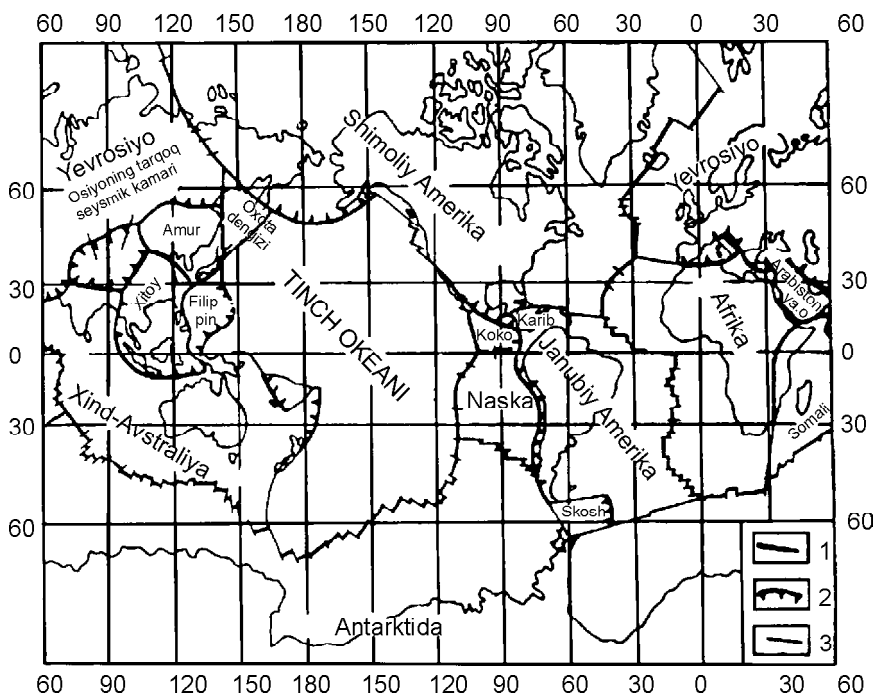 60 90 120 150 180 150 120 90 60 30 0 30 60
Shimoliy Amerika
Yevrosiyo
Osiyoning tarqoq
seysmik kamari
Yevrosiyo
60 60
Amur
Oxota
dengizi
Arabiston
ya.o
30 30
Xitoy
Filip
pin
TINCH OKEANI
Karib
Koko
Afrika
0 0
Janubiy Amerika
Naska
Xind-Avstraliya
Somali
30 30
Skosh
60 60
1
2
3
Antarktida
60 90 120 150 180 150 120 90 60 30 0 30 60